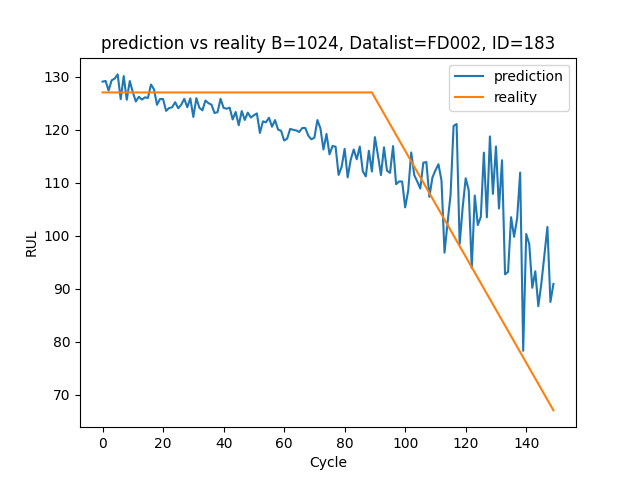 prediction vs reality B=1024, Datalist=FD002, ID=183
prediction
reality
RUL
130
120
110
100
90
80
70
0 20 40 60 80 100 120 140
Cycle